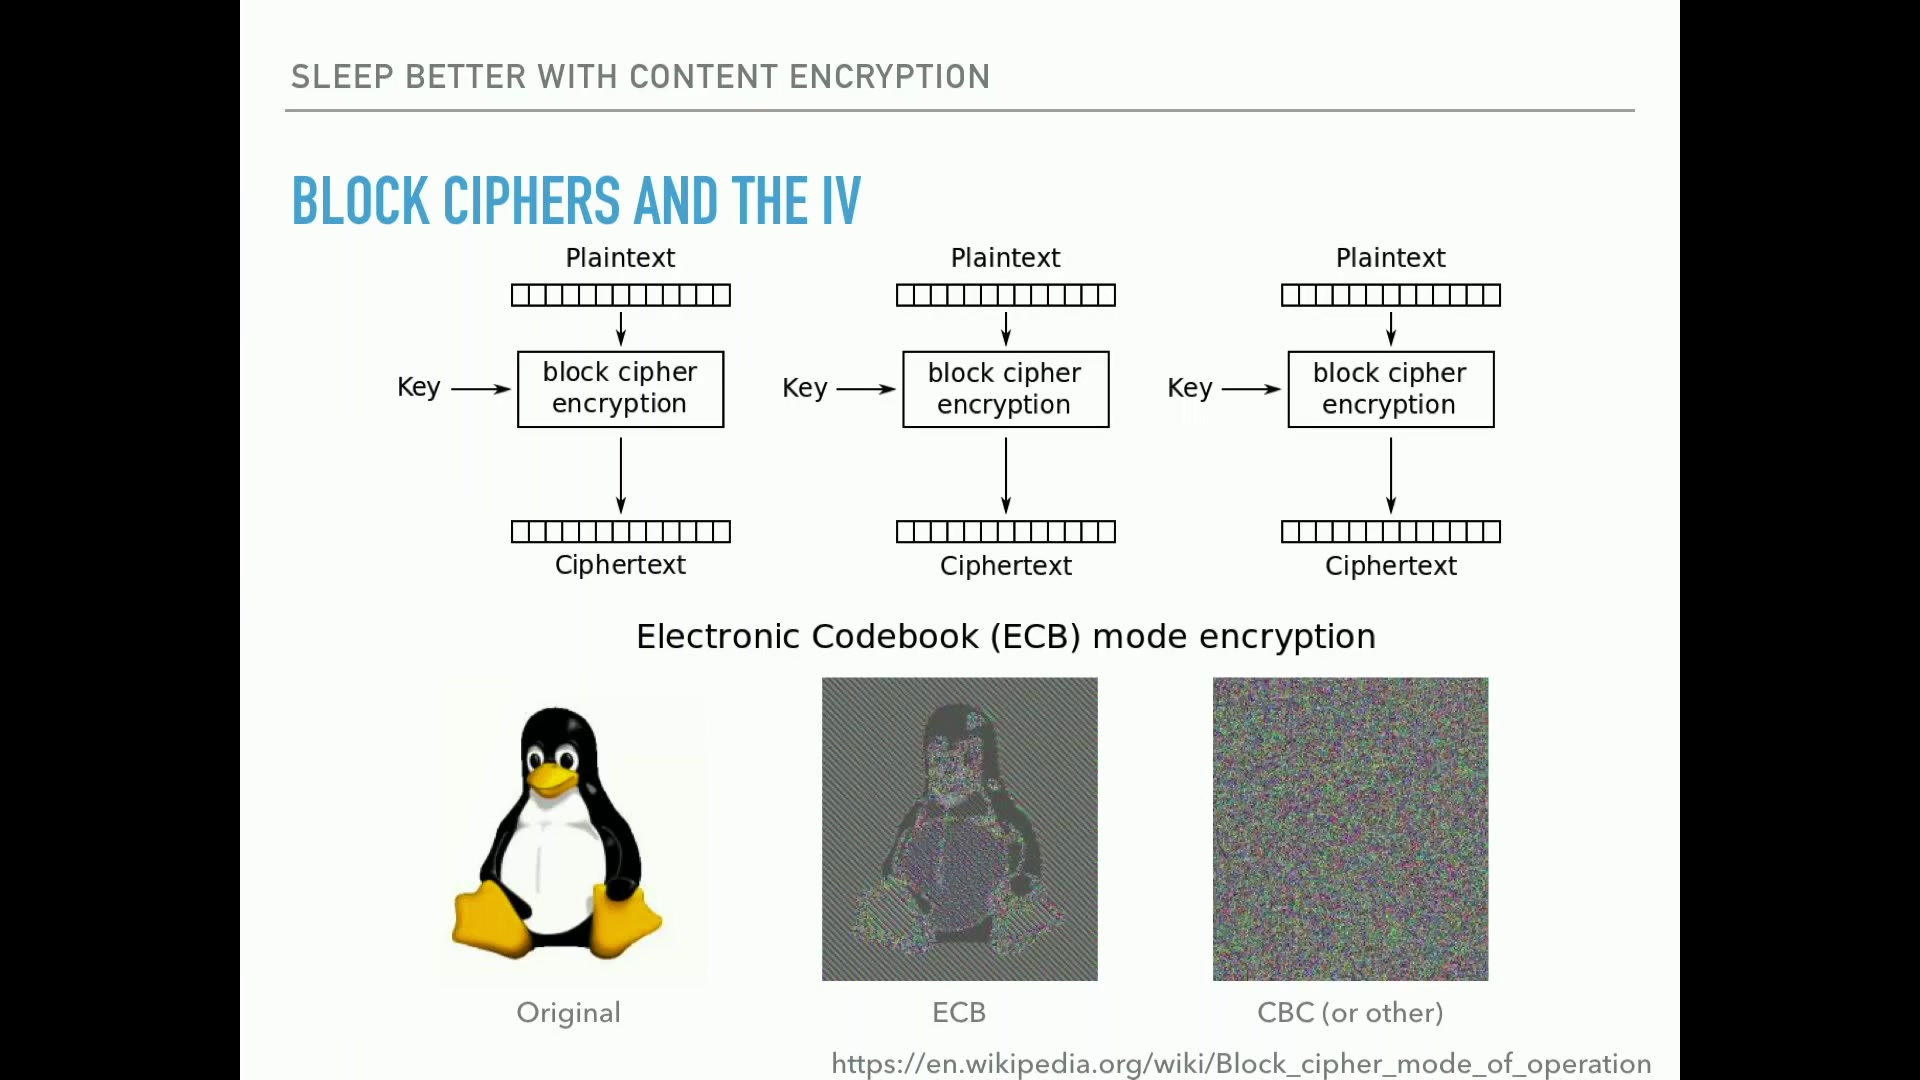 SLEEP BETTER WITH CONTENT ENCRYPTION
BLOCK CIPHERS AND THE IV
Plaintext Plaintext Plaintext
Key block cipher encryption Key block cipher encryption Key block cipher encryption
Ciphertext Ciphertext Ciphertext
Electronic Codebook (ECB) mode encryption
Original ECB CBC (or other)
https://en.wikipedia.org/wiki/Block_cipher_mode_of_operation